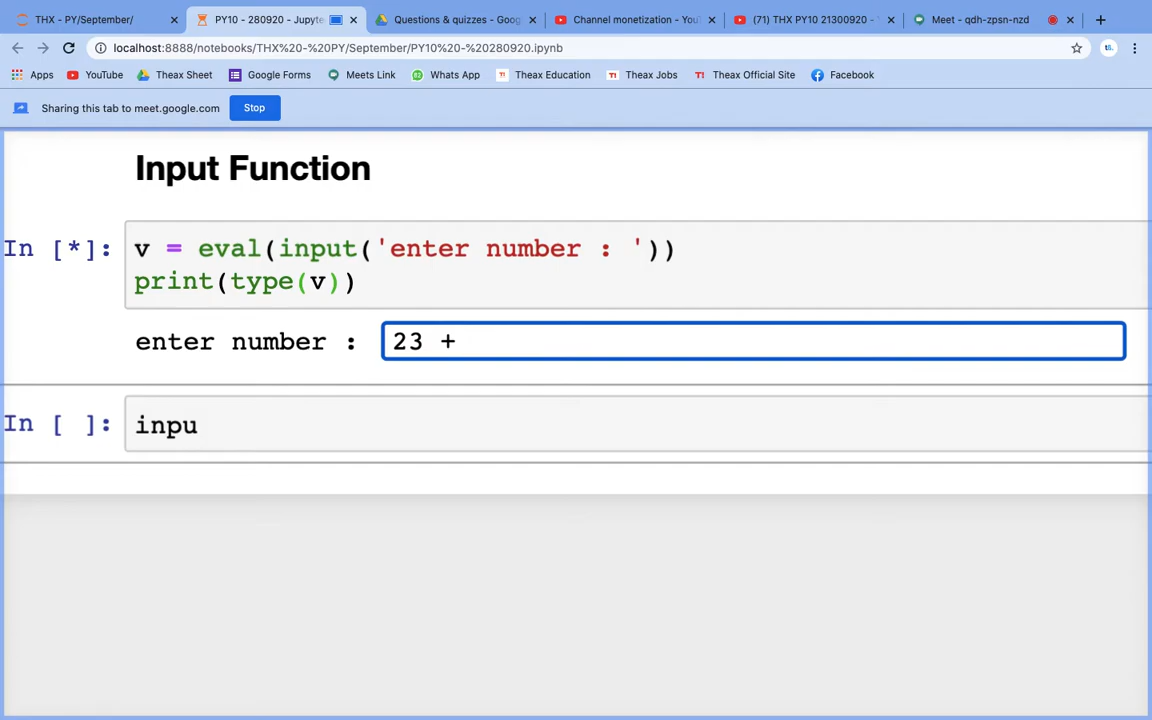 THX - PY/September/
PY10 - 280920 - Jupyte
Questions & quizzes - Goog
Channel monetization - You
(71) THX PY10 21300920 - Y
Meet - qdh-zpsn-nzd
localhost:8888/notebooks/THX%20-%20PY/September/PY10%20-%20280920.ipynb
Apps
YouTube
Theax Sheet
Google Forms
Meets Link
Whats App
Theax Education
Theax Jobs
Theax Official Site
Facebook
Sharing this tab to meet.google.com
Stop
Input Function
In [*]:
v = eval(input('enter number : '))
print(type(v))
enter number : 23 +
In [ ]:
inpu